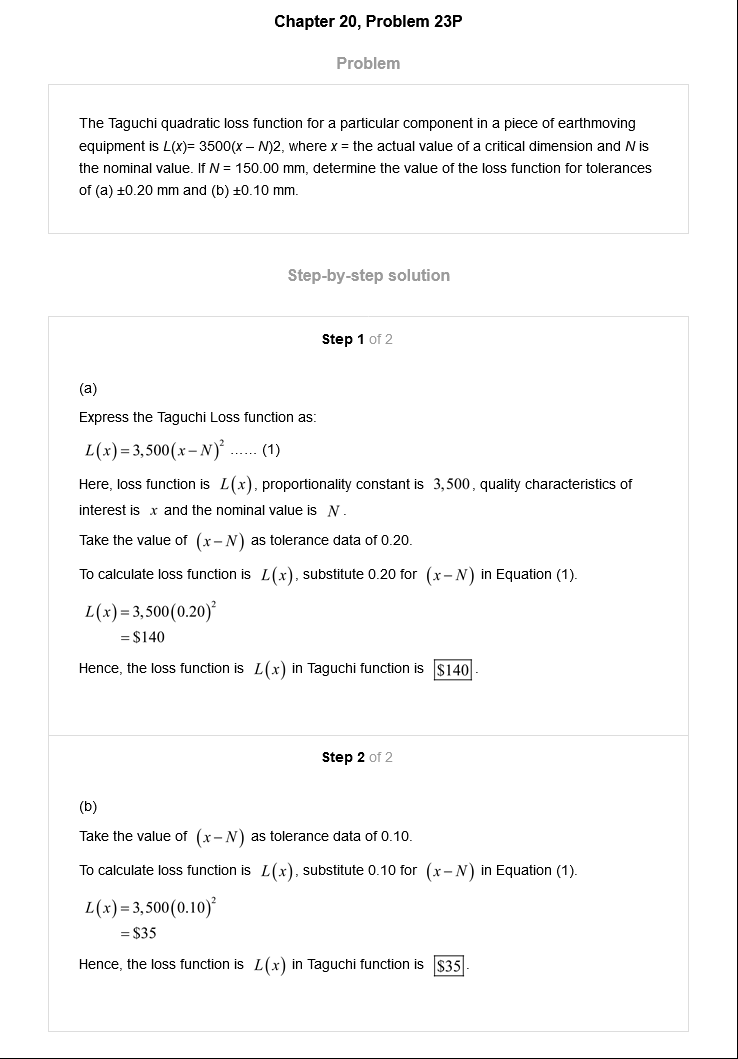 Chapter 20, Problem 23P
Problem
The Taguchi quadratic loss function for a particular component in a piece of earthmoving
equipment is L(x)= 3500(x – N)2, where x = the actual value of a critical dimension and N is
the nominal value. If N = 150.00 mm, determine the value of the loss function for tolerances
of (a) ±0.20 mm and (b) ±0.10 mm.
Step-by-step solution
Step 1 of 2
(a)
Express the Taguchi Loss function as:
L(x) = 3,500(x − N)² ...... (1)
Here, loss function is L(x), proportionality constant is 3,500, quality characteristics of
interest is x and the nominal value is N.
Take the value of (x − N) as tolerance data of 0.20.
To calculate loss function is L(x), substitute 0.20 for (x − N) in Equation (1).
L(x) = 3,500(0.20)²
= $140
Hence, the loss function is L(x) in Taguchi function is $140.
Step 2 of 2
(b)
Take the value of (x − N) as tolerance data of 0.10.
To calculate loss function is L(x), substitute 0.10 for (x − N) in Equation (1).
L(x) = 3,500(0.10)²
= $35
Hence, the loss function is L(x) in Taguchi function is $35.